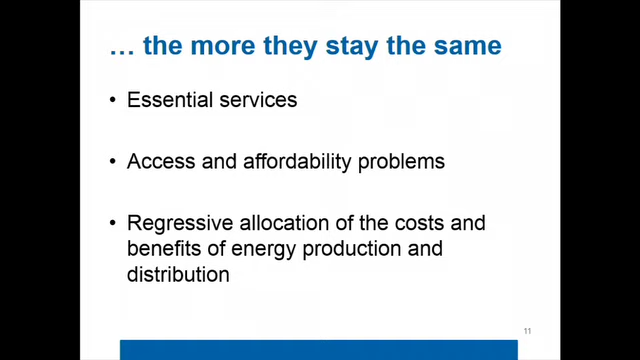 … the more they stay the same
• Essential services
• Access and affordability problems
• Regressive allocation of the costs and
benefits of energy production and
distribution
11